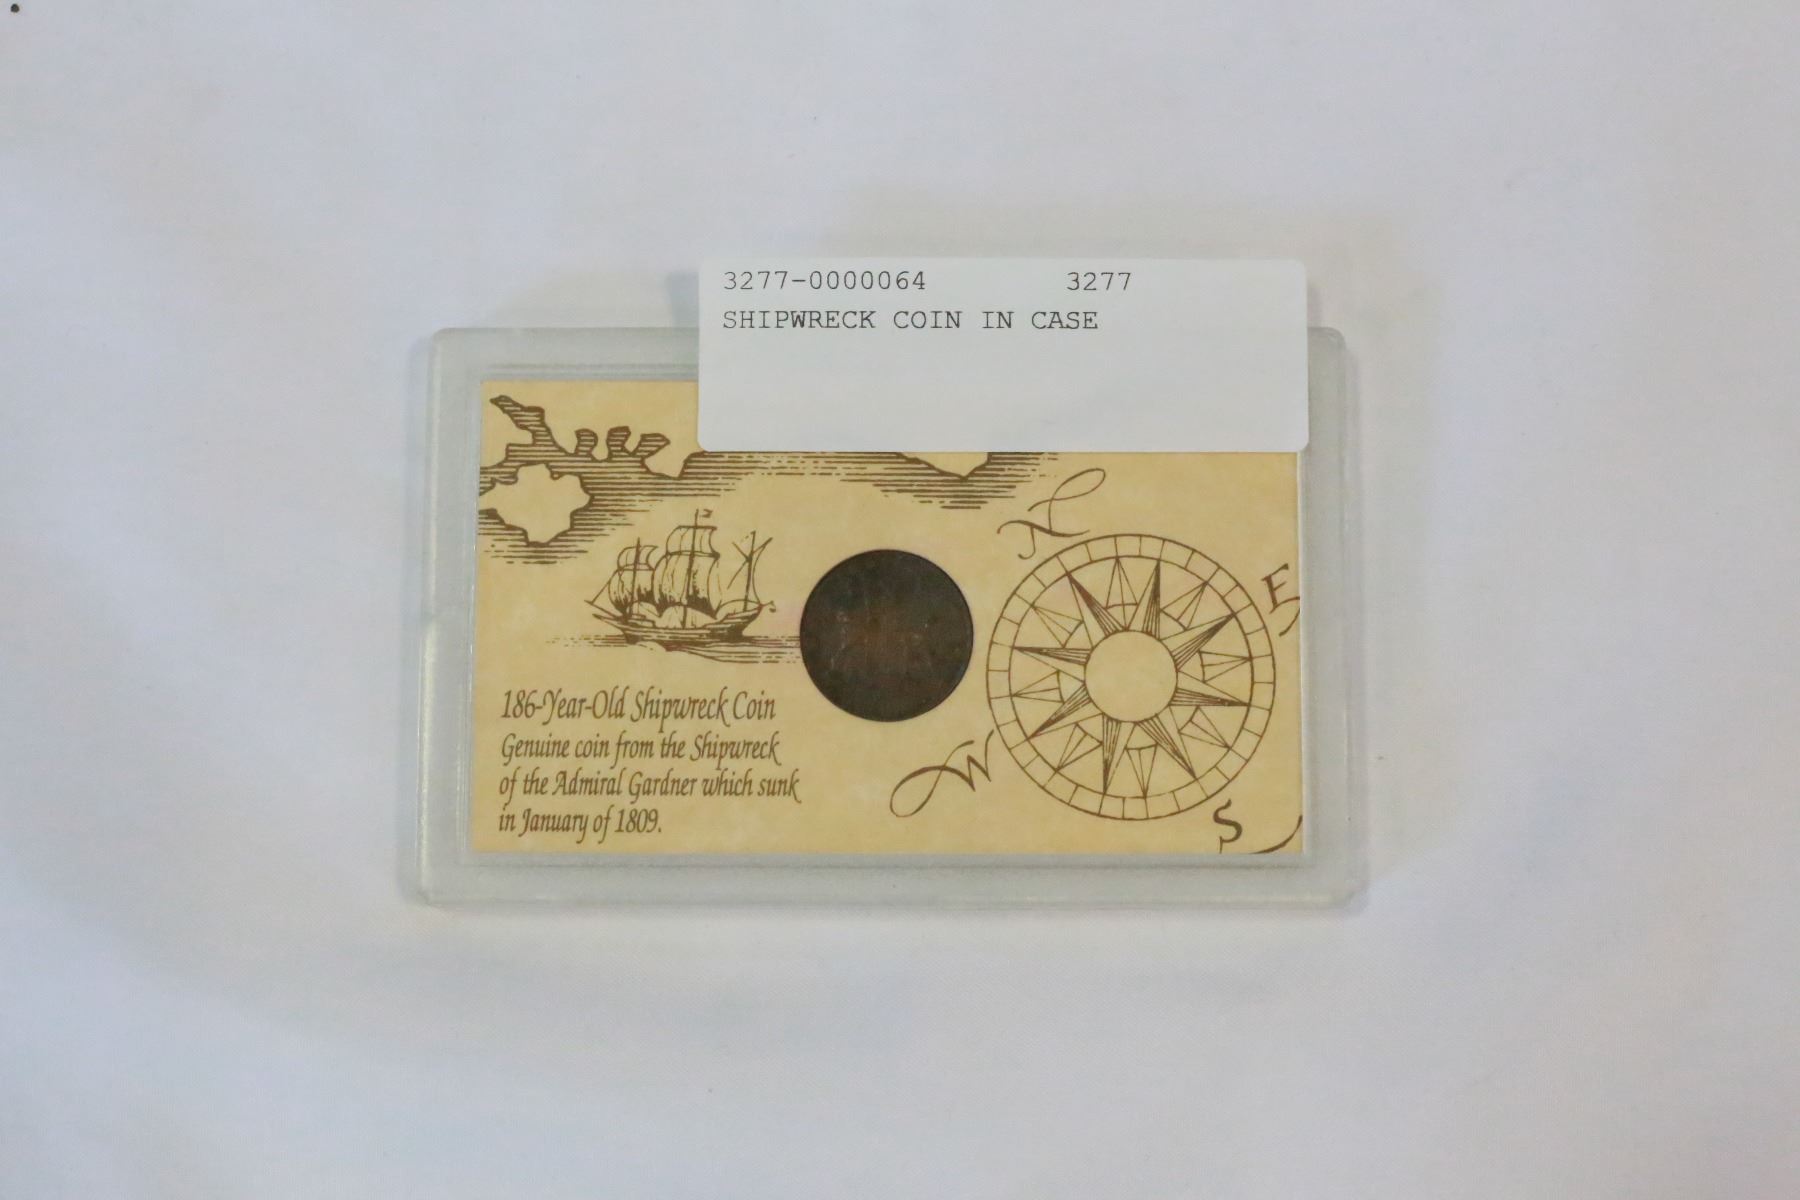 3277-0000064 3277
SHIPWRECK COIN IN CASE
N
E
186-Year-Old Shipwreck Coin
Genuine coin from the Shipwreck
of the Admiral Gardner which sunk
in January of 1809.
W
S